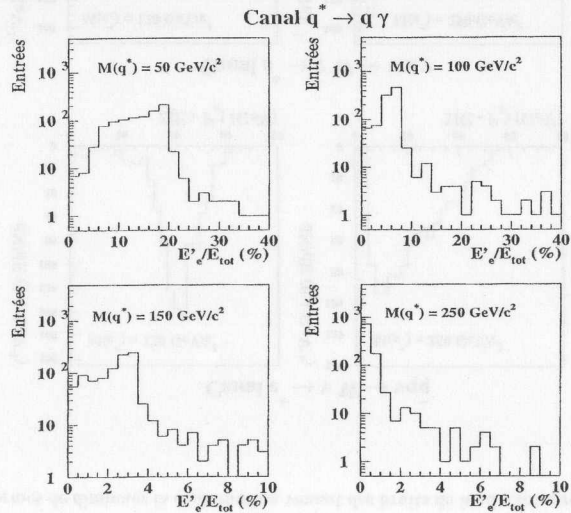 Canal q* → q γ
Entrées
M(q*) = 50 GeV/c²
10³
10²
10
1
0 10 20 30 40
E'e/Etot (%)
Entrées
M(q*) = 100 GeV/c²
10³
10²
10
1
0 10 20 30 40
E'e/Etot (%)
Entrées
M(q*) = 150 GeV/c²
10³
10²
10
1
0 2 4 6 8 10
E'e/Etot (%)
Entrées
M(q*) = 250 GeV/c²
10³
10²
10
1
0 2 4 6 8 10
E'e/Etot (%)